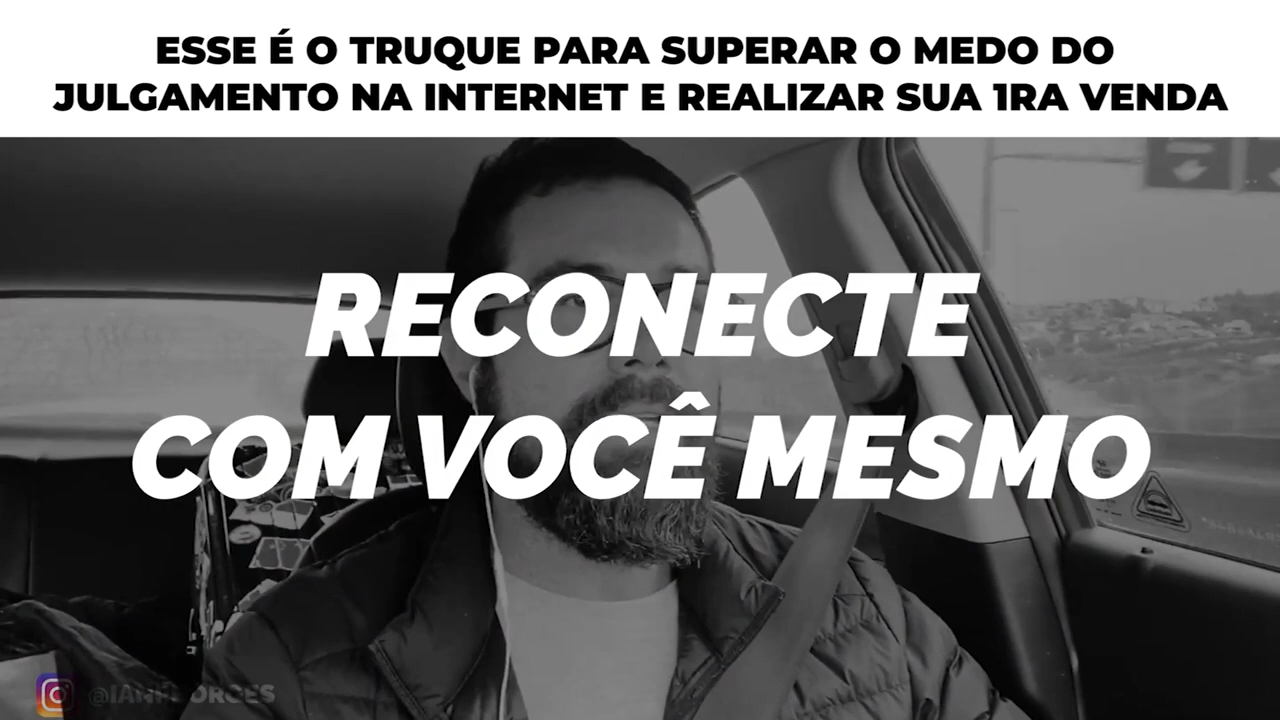 ESSE É O TRUQUE PARA SUPERAR O MEDO DO
JULGAMENTO NA INTERNET E REALIZAR SUA 1RA VENDA
RECONECTE
COM VOCÊ MESMO